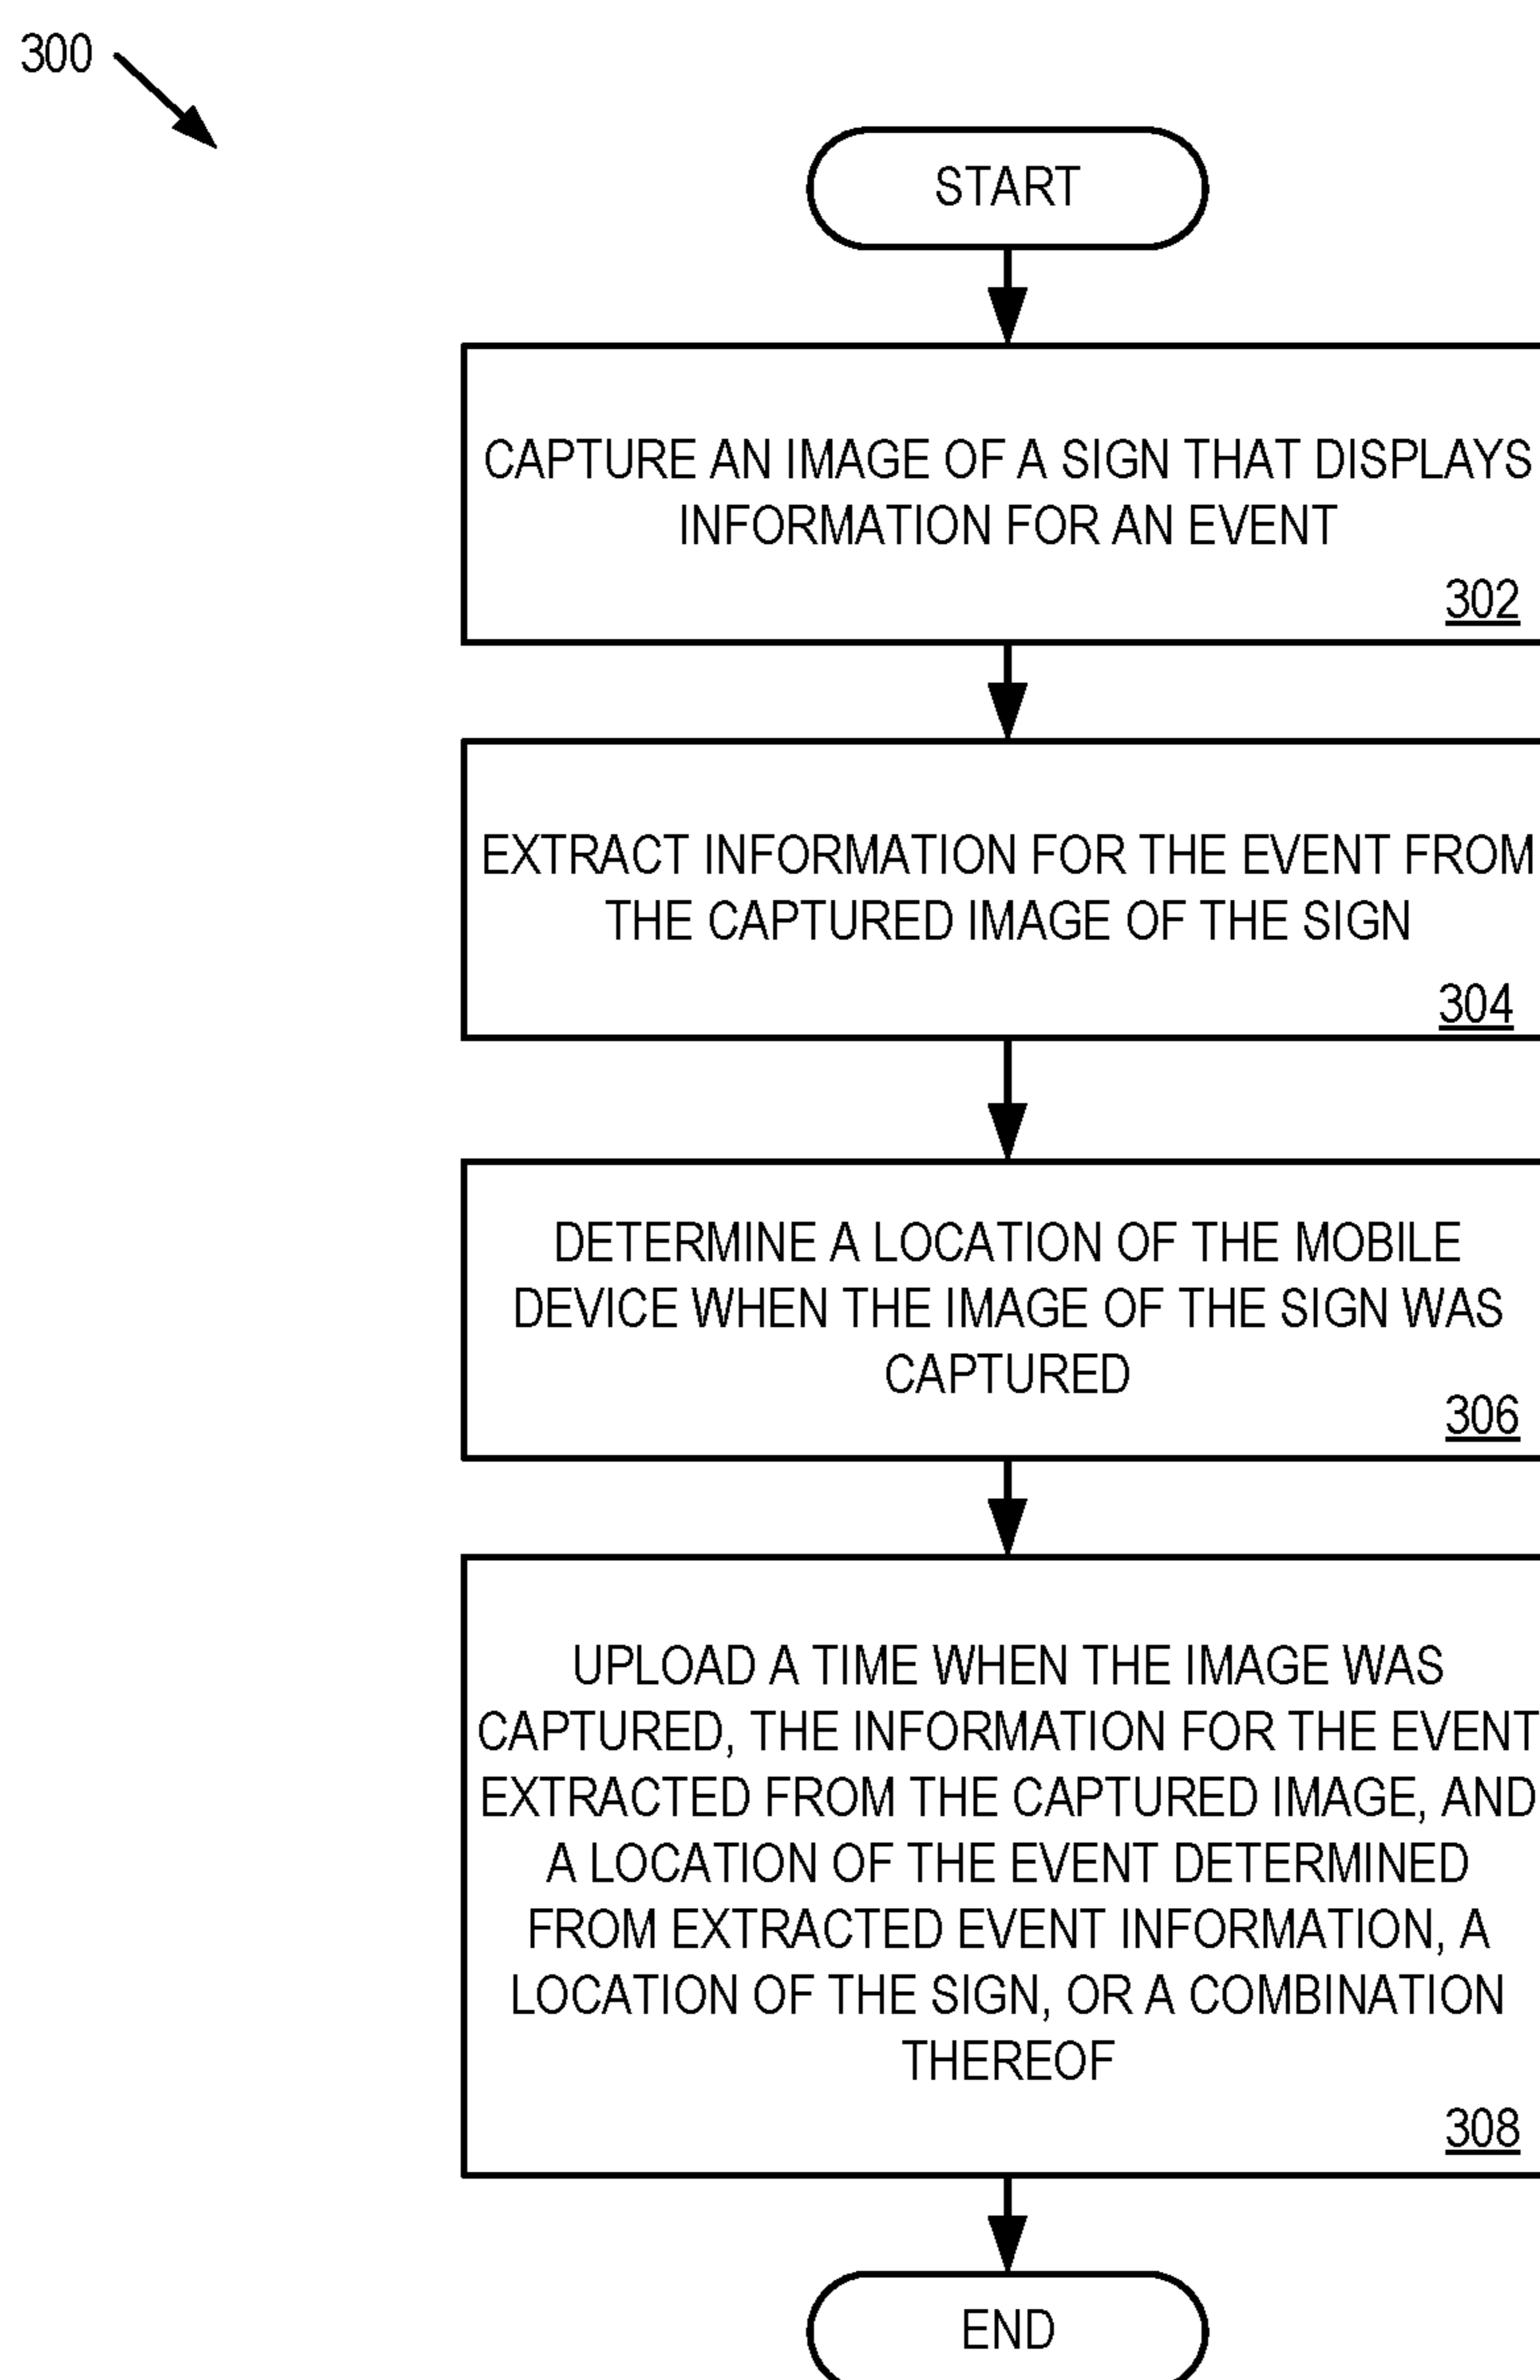 300
START
CAPTURE AN IMAGE OF A SIGN THAT DISPLAYS
INFORMATION FOR AN EVENT
302
EXTRACT INFORMATION FOR THE EVENT FROM
THE CAPTURED IMAGE OF THE SIGN
304
DETERMINE A LOCATION OF THE MOBILE
DEVICE WHEN THE IMAGE OF THE SIGN WAS
CAPTURED
306
UPLOAD A TIME WHEN THE IMAGE WAS
CAPTURED, THE INFORMATION FOR THE EVENT
EXTRACTED FROM THE CAPTURED IMAGE, AND
A LOCATION OF THE EVENT DETERMINED
FROM EXTRACTED EVENT INFORMATION, A
LOCATION OF THE SIGN, OR A COMBINATION
THEREOF
308
END